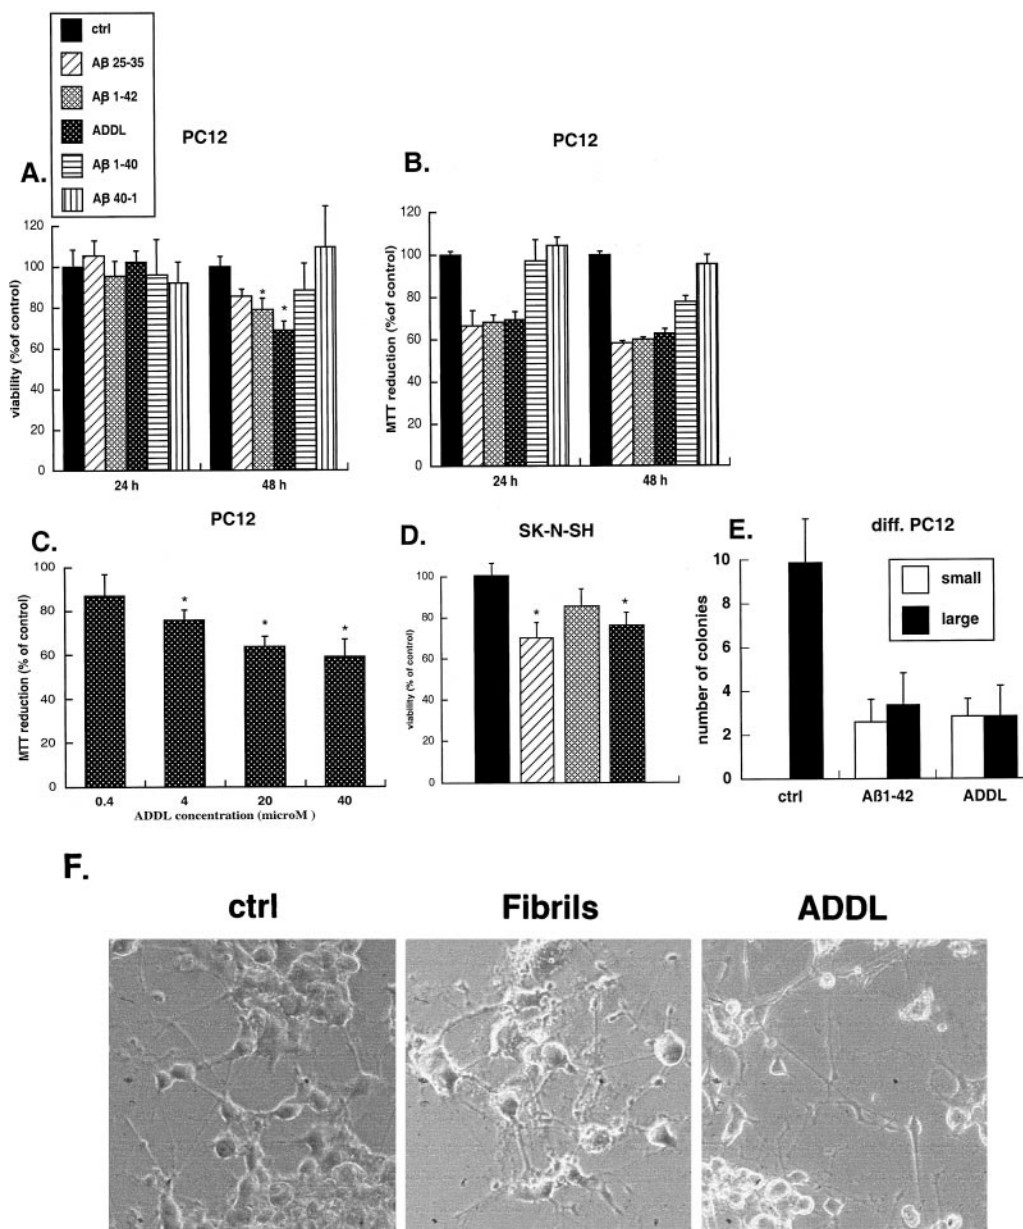 ctrl
Aβ 25-35
Aβ 1-42
ADDL
Aβ 1-40
Aβ 40-1
A.
PC12
viability (%of control)
120
100
80
60
40
20
0
*
*
24 h
48 h
B.
PC12
MTT reduction (%of control)
120
100
80
60
40
20
0
24 h
48 h
C.
PC12
MTT reduction (% of control)
100
80
60
40
20
0
*
*
*
0.4
4
20
40
ADDL concentration (microM )
D.
SK-N-SH
viability (% of control)
100
80
60
40
20
0
*
*
E.
diff. PC12
number of colonies
10
8
6
4
2
0
small
large
ctrl
Aß1-42
ADDL
F.
ctrl
Fibrils
ADDL